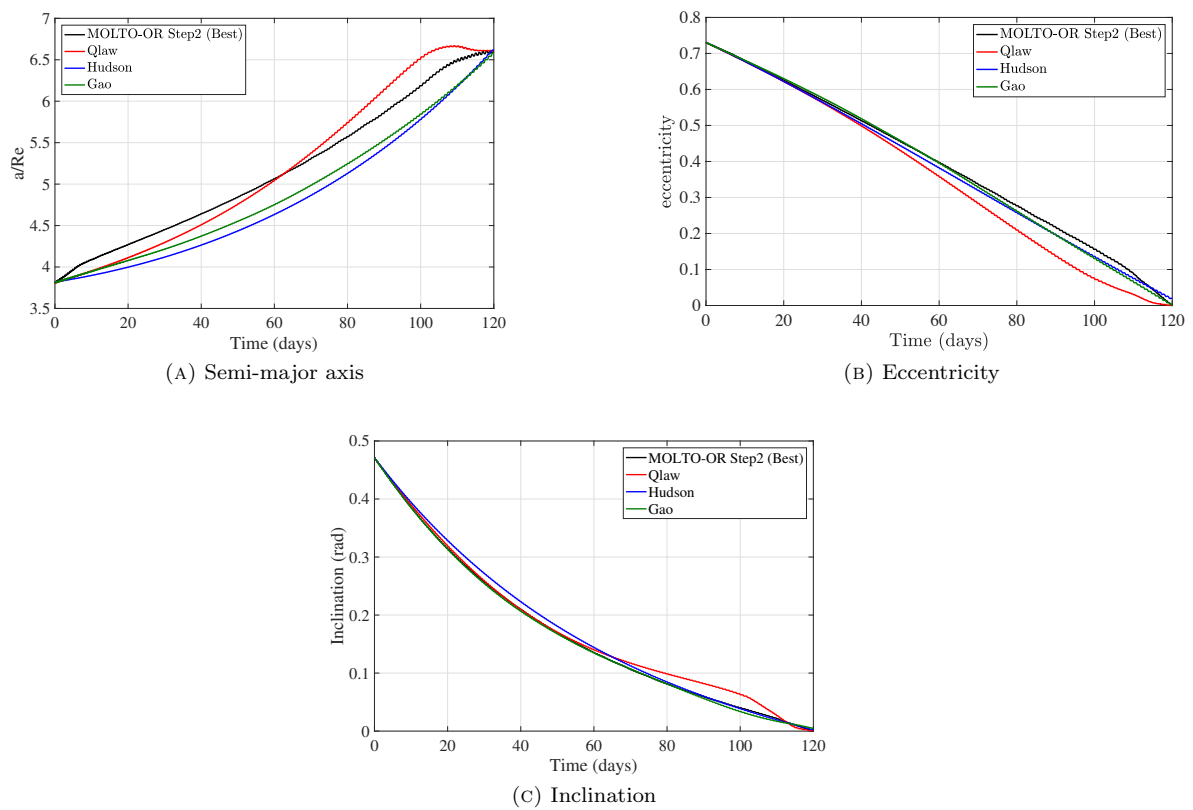 7
6.5
6
5.5
5
4.5
4
3.5
a/Re
0 20 40 60 80 100 120
Time (days)
MOLTO-OR Step2 (Best)
Qlaw
Hudson
Gao
(A) Semi-major axis
0.8
0.7
0.6
0.5
0.4
0.3
0.2
0.1
0
eccentricity
0 20 40 60 80 100 120
Time (days)
MOLTO-OR Step2 (Best)
Qlaw
Hudson
Gao
(B) Eccentricity
0.5
0.4
0.3
0.2
0.1
0
Inclination (rad)
0 20 40 60 80 100 120
Time (days)
MOLTO-OR Step2 (Best)
Qlaw
Hudson
Gao
(C) Inclination